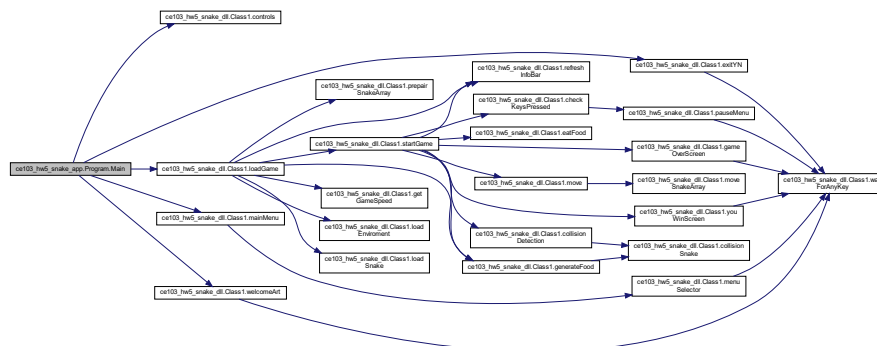 ce103_hw5_snake_dll.Class1.controls
ce103_hw5_snake_dll.Class1.refresh
InfoBar
ce103_hw5_snake_dll.Class1.exitYN
ce103_hw5_snake_dll.Class1.prepair
SnakeArray
ce103_hw5_snake_dll.Class1.check
KeysPressed
ce103_hw5_snake_dll.Class1.pauseMenu
ce103_hw5_snake_dll.Class1.eatFood
ce103_hw5_snake_dll.Class1.startGame
ce103_hw5_snake_dll.Class1.game
OverScreen
ce103_hw5_snake_app.Program.Main
ce103_hw5_snake_dll.Class1.loadGame
ce103_hw5_snake_dll.Class1.move
ce103_hw5_snake_dll.Class1.move
SnakeArray
ce103_hw5_snake_dll.Class1.wa
ForAnyKey
ce103_hw5_snake_dll.Class1.get
GameSpeed
ce103_hw5_snake_dll.Class1.mainMenu
ce103_hw5_snake_dll.Class1.you
WinScreen
ce103_hw5_snake_dll.Class1.load
Enviroment
ce103_hw5_snake_dll.Class1.collision
Detection
ce103_hw5_snake_dll.Class1.collision
Snake
ce103_hw5_snake_dll.Class1.load
Snake
ce103_hw5_snake_dll.Class1.generateFood
ce103_hw5_snake_dll.Class1.menu
Selector
ce103_hw5_snake_dll.Class1.welcomeArt